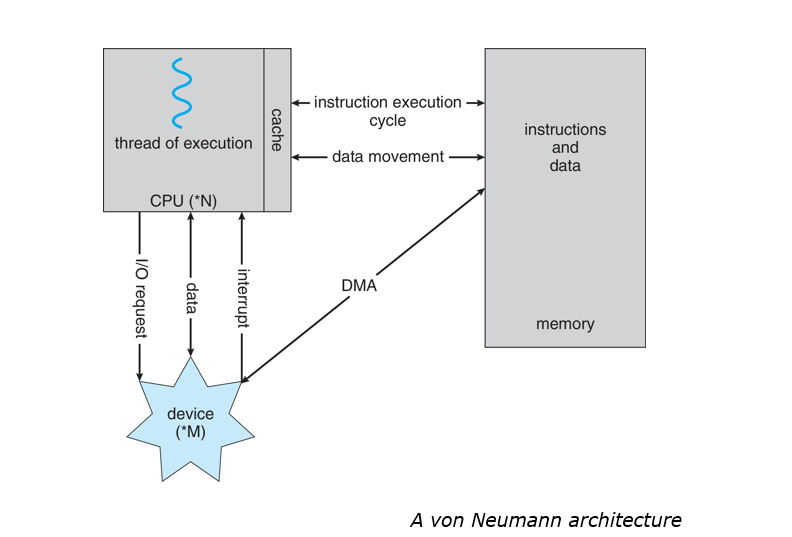 thread of execution
cache
CPU (*N)
instruction execution
cycle
data movement
instructions
and
data
memory
I/O request
data
interrupt
DMA
device
(*M)
A von Neumann architecture